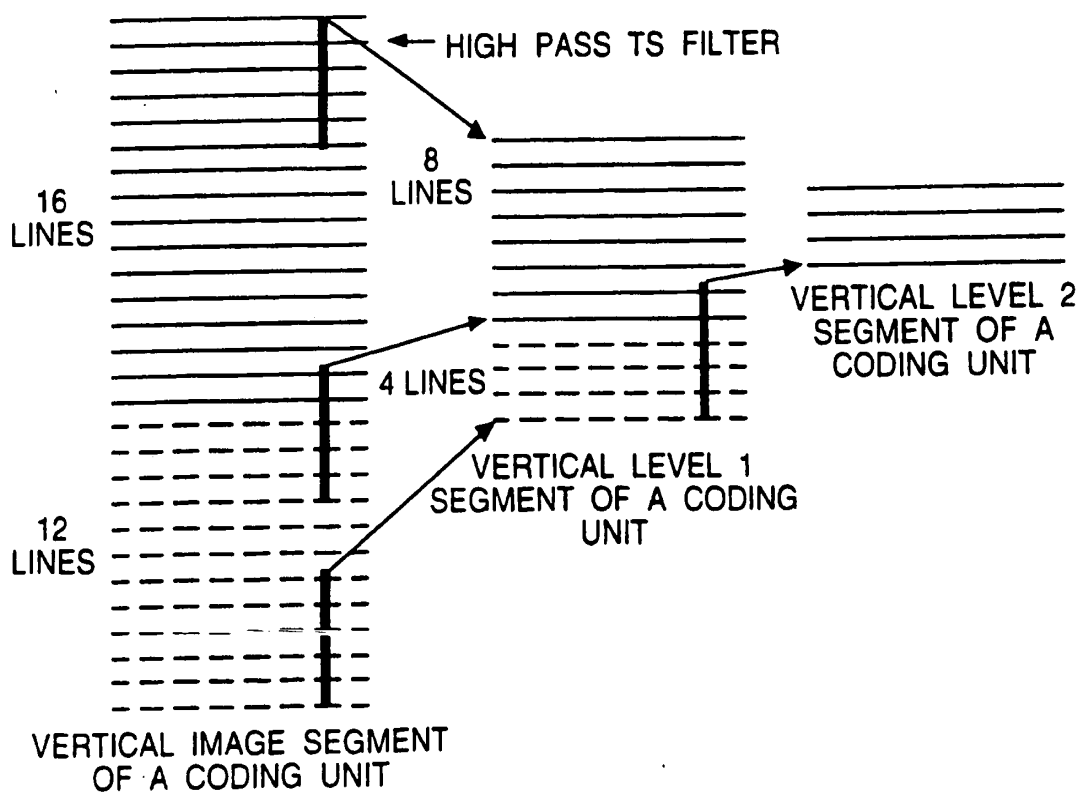 HIGH PASS TS FILTER
8
LINES
16
LINES
VERTICAL LEVEL 2
SEGMENT OF A
CODING UNIT
4 LINES
VERTICAL LEVEL 1
SEGMENT OF A CODING
UNIT
12
LINES
VERTICAL IMAGE SEGMENT
OF A CODING UNIT